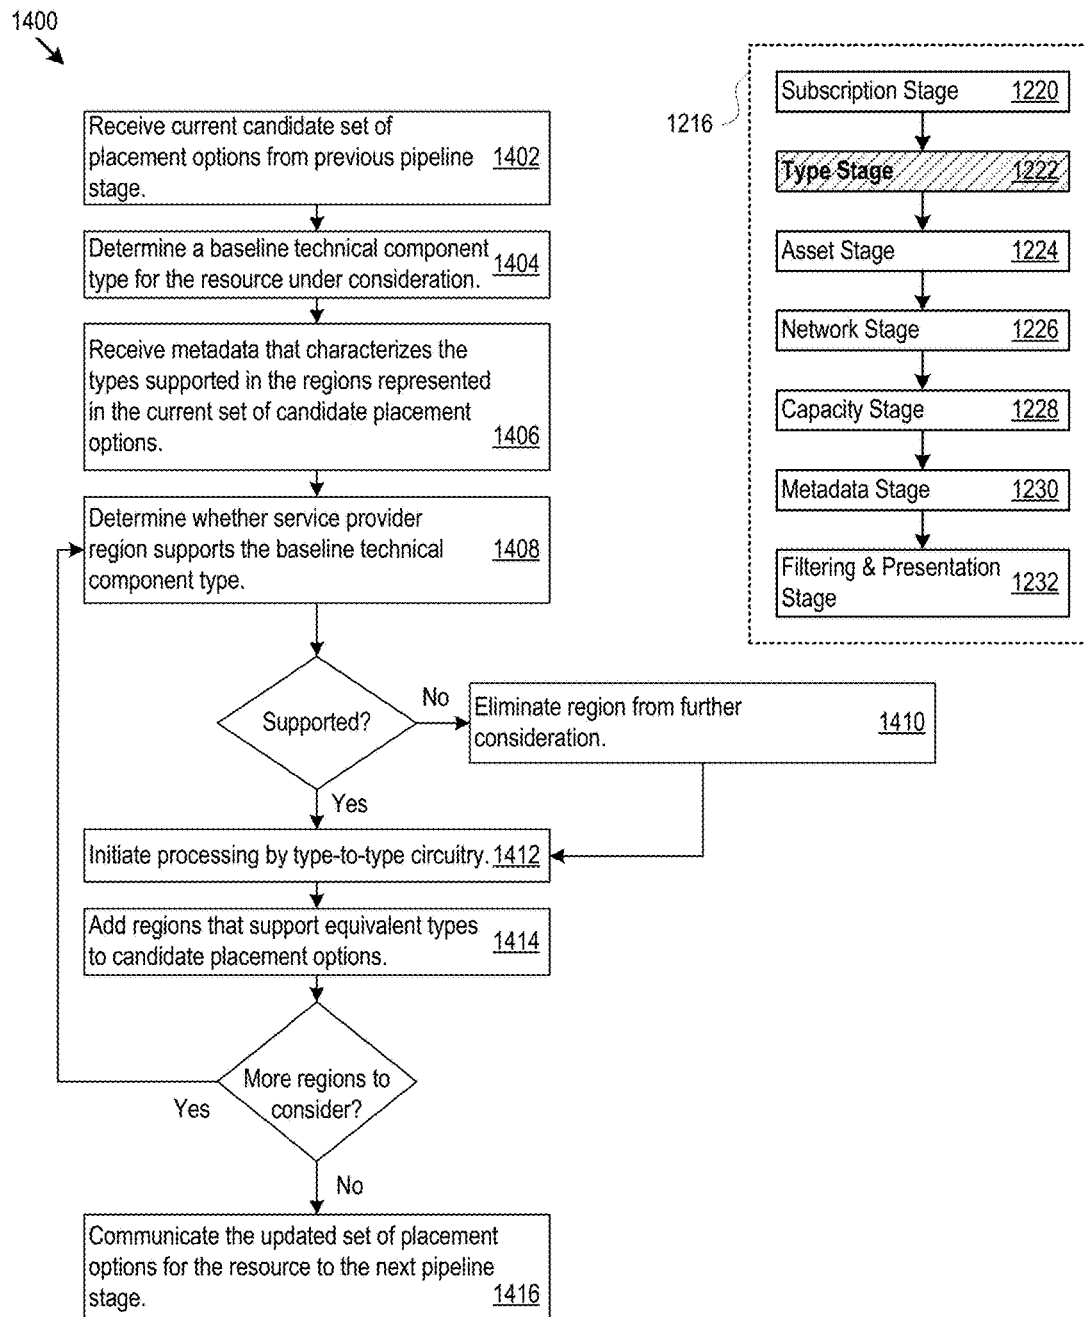 1400
Receive current candidate set of
placement options from previous pipeline
stage.
1402
Determine a baseline technical component
type for the resource under consideration.
1404
Receive metadata that characterizes the
types supported in the regions represented
in the current set of candidate placement
options.
1406
Determine whether service provider
region supports the baseline technical
component type.
1408
Supported?
No
Eliminate region from further
consideration.
1410
Yes
Initiate processing by type-to-type circuitry. 1412
Add regions that support equivalent types
to candidate placement options.
1414
More regions to
consider?
Yes
No
Communicate the updated set of placement
options for the resource to the next pipeline
stage.
1416
1216
Subscription Stage 1220
Type Stage 1222
Asset Stage 1224
Network Stage 1226
Capacity Stage 1228
Metadata Stage 1230
Filtering & Presentation
Stage
1232